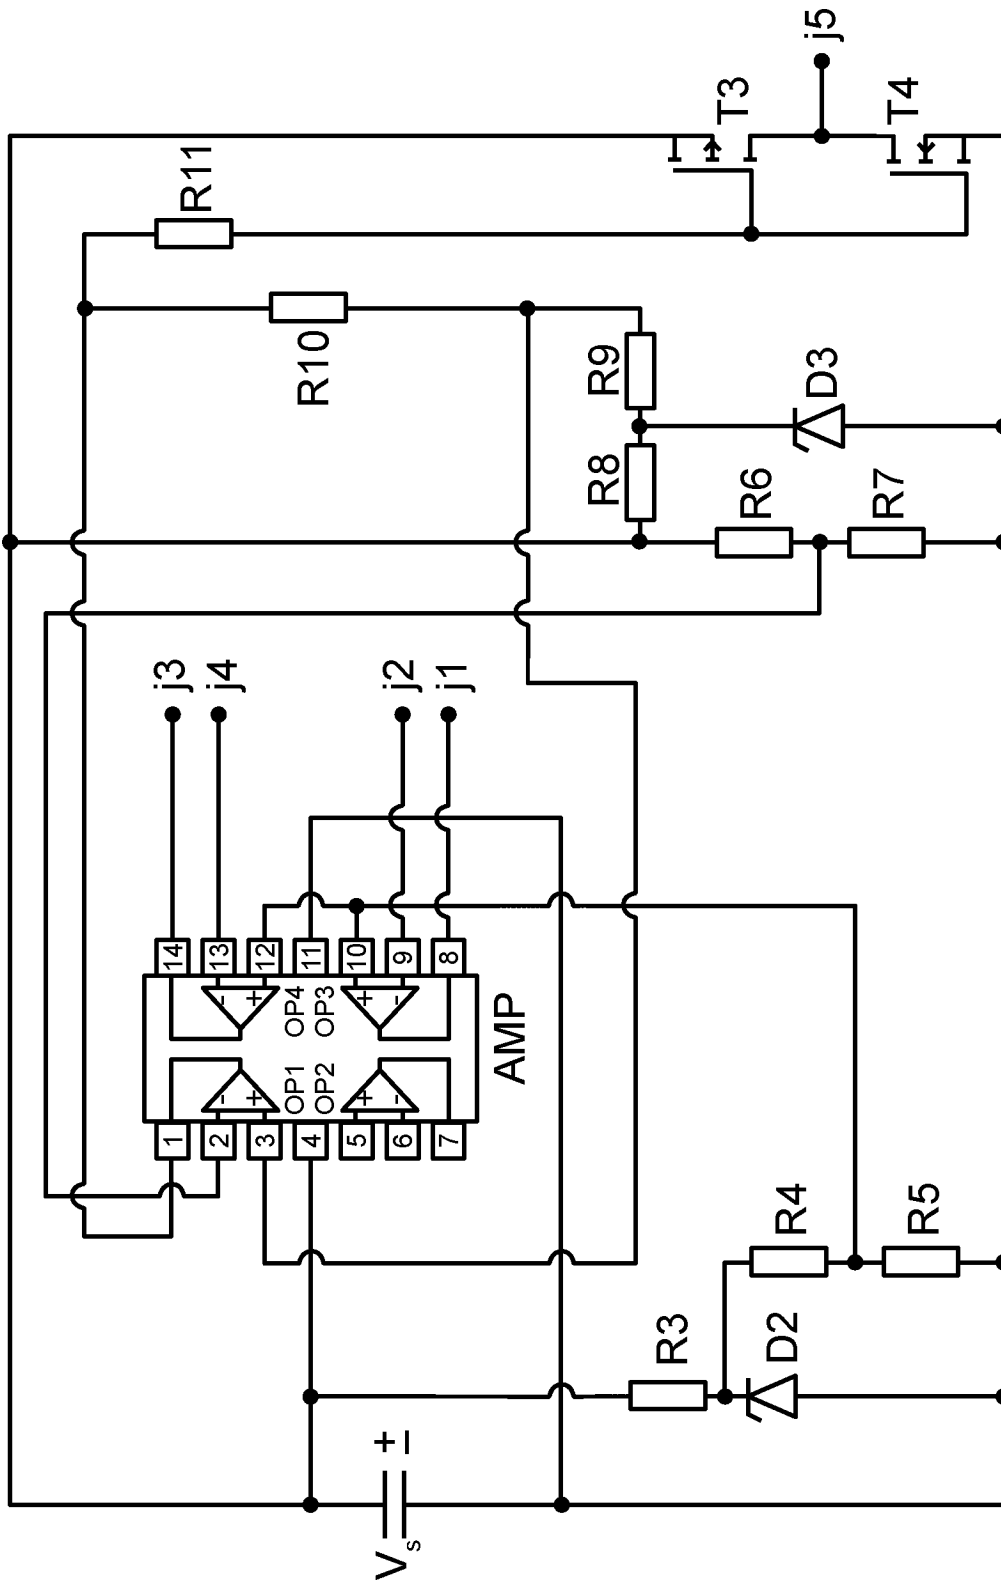 j5
T3
T4
R11
R10
R9
D3
R8
R6
R7
j3
j4
j2
j1
14
13
12
11
10
9
8
- + OP4
OP3 + -
AMP
- + OP1
OP2 + -
1
2
3
4
5
6
7
R4
R5
R3
D2
+ –
Vs